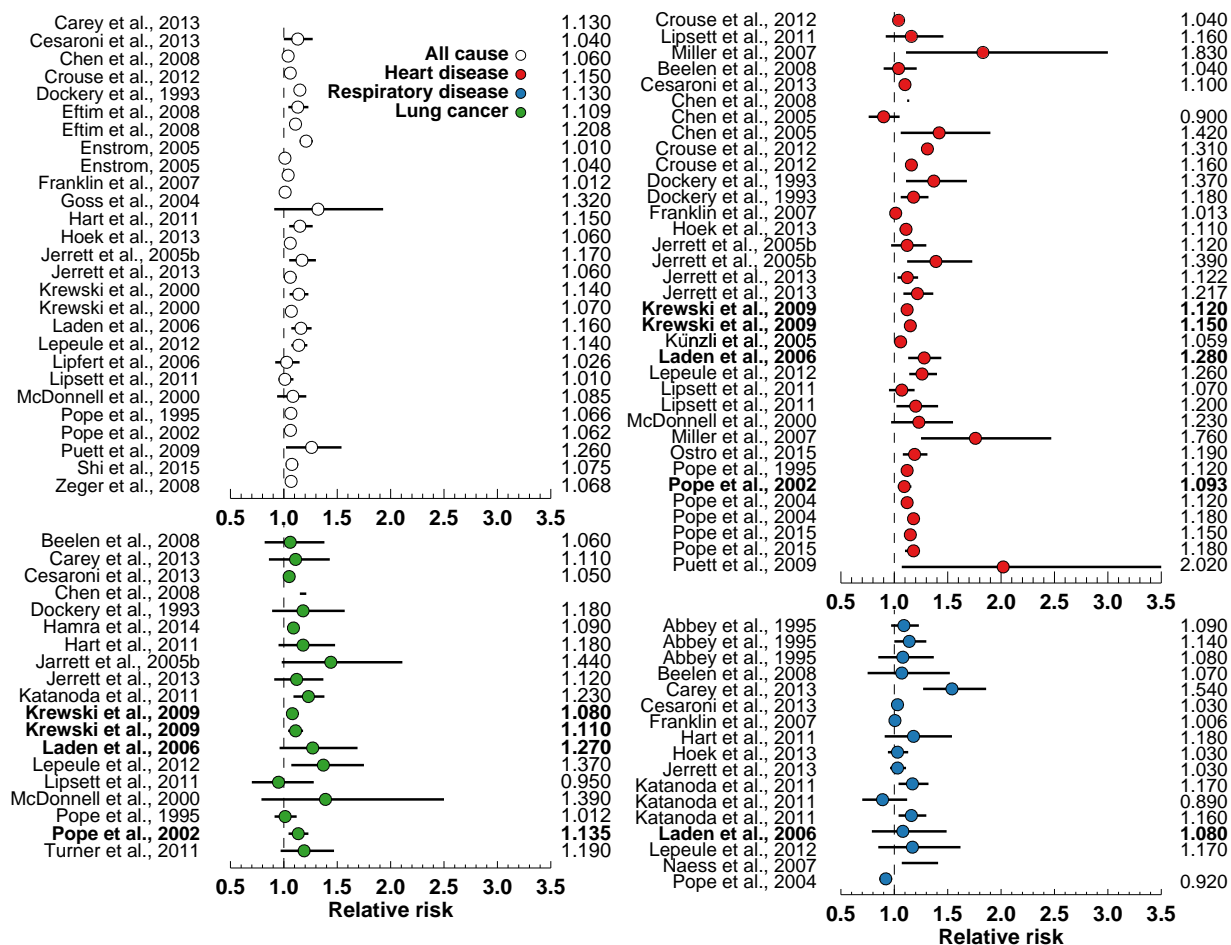 Carey et al., 2013 1.130
Cesaroni et al., 2013 1.040
Chen et al., 2008 1.060
Crouse et al., 2012 1.150
Dockery et al., 1993 1.130
Eftim et al., 2008 1.109
Eftim et al., 2008 1.208
Enstrom, 2005 1.010
Enstrom, 2005 1.040
Franklin et al., 2007 1.012
Goss et al., 2004 1.320
Hart et al., 2011 1.150
Hoek et al., 2013 1.060
Jerrett et al., 2005b 1.170
Jerrett et al., 2013 1.060
Krewski et al., 2000 1.140
Krewski et al., 2000 1.070
Laden et al., 2006 1.160
Lepeule et al., 2012 1.140
Lipfert et al., 2006 1.026
Lipsett et al., 2011 1.010
McDonnell et al., 2000 1.085
Pope et al., 1995 1.066
Pope et al., 2002 1.062
Puett et al., 2009 1.260
Shi et al., 2015 1.075
Zeger et al., 2008 1.068
0.5 1.0 1.5 2.0 2.5 3.0 3.5
All cause
Heart disease
Respiratory disease
Lung cancer
Beelen et al., 2008 1.060
Carey et al., 2013 1.110
Cesaroni et al., 2013 1.050
Chen et al., 2008
Dockery et al., 1993 1.180
Hamra et al., 2014 1.090
Hart et al., 2011 1.180
Jarrett et al., 2005b 1.440
Jerrett et al., 2013 1.120
Katanoda et al., 2011 1.230
Krewski et al., 2009 1.080
Krewski et al., 2009 1.110
Laden et al., 2006 1.270
Lepeule et al., 2012 1.370
Lipsett et al., 2011 0.950
McDonnell et al., 2000 1.390
Pope et al., 1995 1.012
Pope et al., 2002 1.135
Turner et al., 2011 1.190
0.5 1.0 1.5 2.0 2.5 3.0 3.5
Relative risk
Crouse et al., 2012 1.040
Lipsett et al., 2011 1.160
Miller et al., 2007 1.830
Beelen et al., 2008 1.040
Cesaroni et al., 2013 1.100
Chen et al., 2008
Chen et al., 2005 0.900
Chen et al., 2005 1.420
Crouse et al., 2012 1.310
Crouse et al., 2012 1.160
Dockery et al., 1993 1.370
Dockery et al., 1993 1.180
Franklin et al., 2007 1.013
Hoek et al., 2013 1.110
Jerrett et al., 2005b 1.120
Jerrett et al., 2005b 1.390
Jerrett et al., 2013 1.122
Jerrett et al., 2013 1.217
Krewski et al., 2009 1.120
Krewski et al., 2009 1.150
Künzli et al., 2005 1.059
Laden et al., 2006 1.280
Lepeule et al., 2012 1.260
Lipsett et al., 2011 1.070
Lipsett et al., 2011 1.200
McDonnell et al., 2000 1.230
Miller et al., 2007 1.760
Ostro et al., 2015 1.190
Pope et al., 1995 1.120
Pope et al., 2002 1.093
Pope et al., 2004 1.120
Pope et al., 2004 1.180
Pope et al., 2015 1.150
Pope et al., 2015 1.180
Puett et al., 2009 2.020
0.5 1.0 1.5 2.0 2.5 3.0 3.5
Abbey et al., 1995 1.090
Abbey et al., 1995 1.140
Abbey et al., 1995 1.080
Beelen et al., 2008 1.070
Carey et al., 2013 1.540
Cesaroni et al., 2013 1.030
Franklin et al., 2007 1.006
Hart et al., 2011 1.180
Hoek et al., 2013 1.030
Jerrett et al., 2013 1.030
Katanoda et al., 2011 1.170
Katanoda et al., 2011 0.890
Katanoda et al., 2011 1.160
Laden et al., 2006 1.080
Lepeule et al., 2012 1.170
Naess et al., 2007
Pope et al., 2004 0.920
0.5 1.0 1.5 2.0 2.5 3.0 3.5
Relative risk